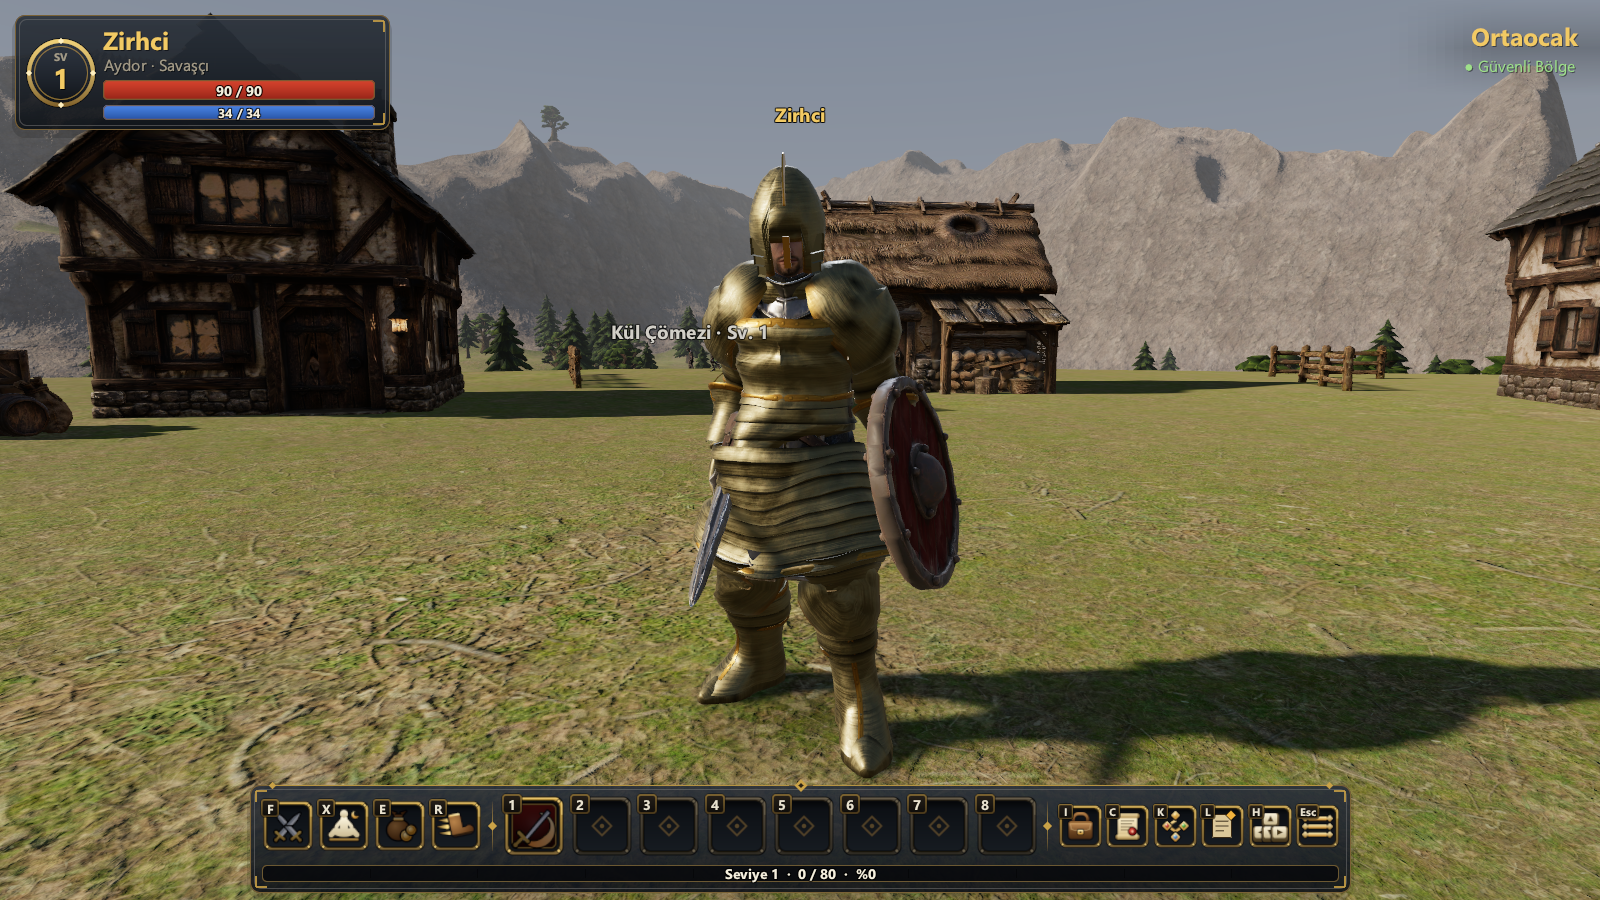 SV
1
Zirhci
Aydor · Savaşçı
90 / 90
34 / 34
Ortaocak
Güvenli Bölge
Zirhci
Kül Çömezi · Sv. 1
F
X
E
R
1
2
3
4
5
6
7
8
I
C
K
L
H
Esc
Seviye 1 · 0 / 80 · %0